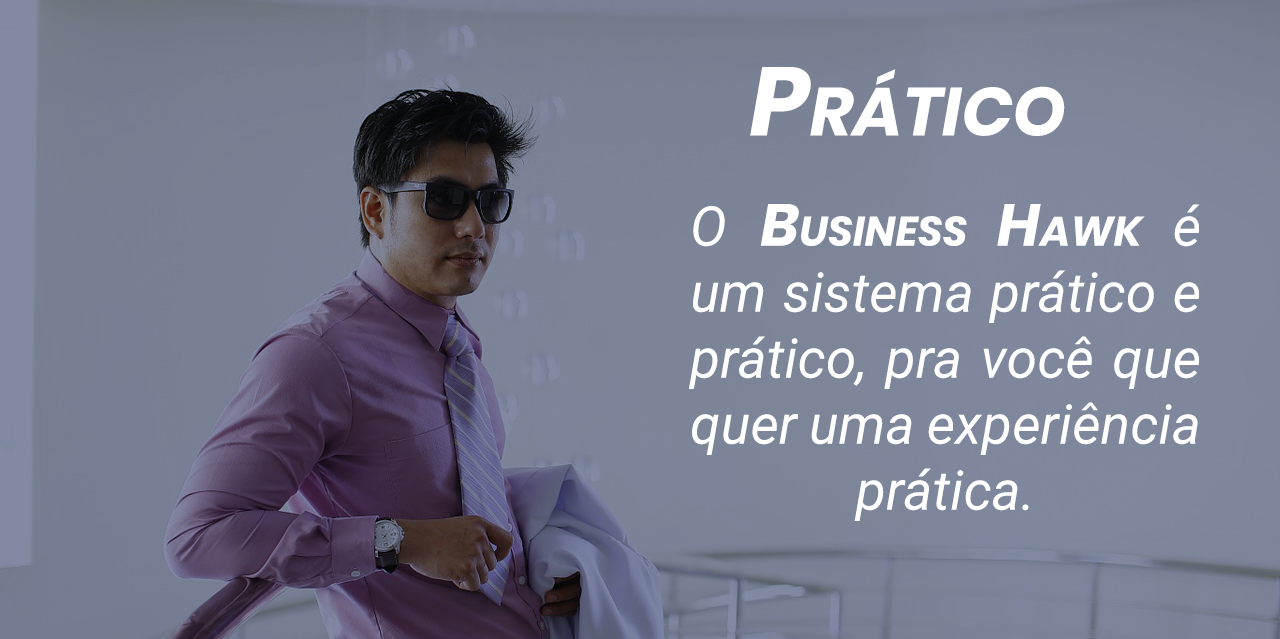 PRÁTICO
O BUSINESS HAWK é
um sistema prático e
prático, pra você que
quer uma experiência
prática.